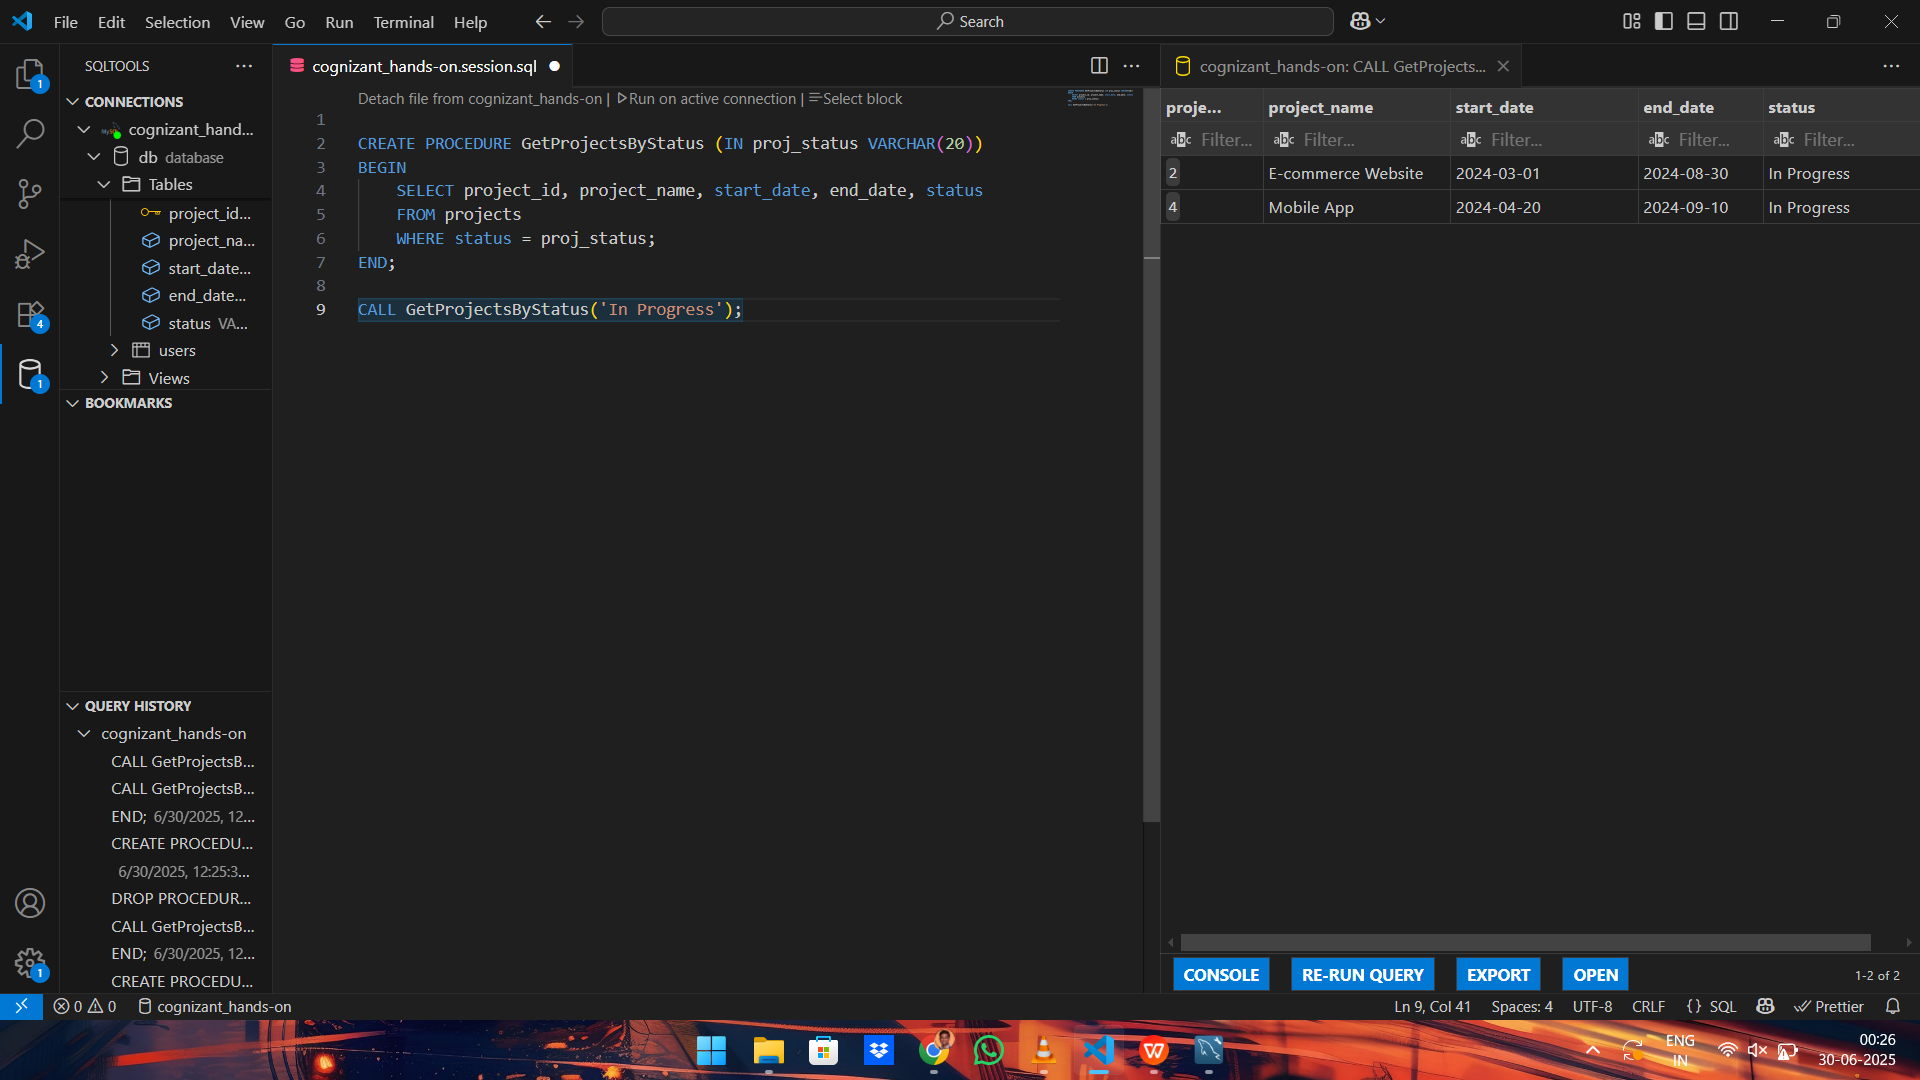 File Edit Selection View Go Run Terminal Help
Search
SQLTOOLS
CONNECTIONS
cognizant_hand...
db database
Tables
project_id...
project_na...
start_date...
end_date...
status VA...
users
Views
BOOKMARKS
QUERY HISTORY
cognizant_hands-on
CALL GetProjectsB...
CALL GetProjectsB...
END; 6/30/2025, 12...
CREATE PROCEDU...
6/30/2025, 12:25:3...
DROP PROCEDUR...
CALL GetProjectsB...
END; 6/30/2025, 12...
CREATE PROCEDU...
1
4
1
1
cognizant_hands-on.session.sql
Detach file from cognizant_hands-on | Run on active connection | Select block
1
2 CREATE PROCEDURE GetProjectsByStatus (IN proj_status VARCHAR(20))
3 BEGIN
4 SELECT project_id, project_name, start_date, end_date, status
5 FROM projects
6 WHERE status = proj_status;
7 END;
8
9 CALL GetProjectsByStatus('In Progress');
cognizant_hands-on: CALL GetProjects...
proje... project_name start_date end_date status
abc Filter... abc Filter... abc Filter... abc Filter... abc Filter...
2 E-commerce Website 2024-03-01 2024-08-30 In Progress
4 Mobile App 2024-04-20 2024-09-10 In Progress
CONSOLE RE-RUN QUERY EXPORT OPEN 1-2 of 2
0 0 cognizant_hands-on Ln 9, Col 41 Spaces: 4 UTF-8 CRLF {} SQL Prettier
ENG
IN
00:26
30-06-2025